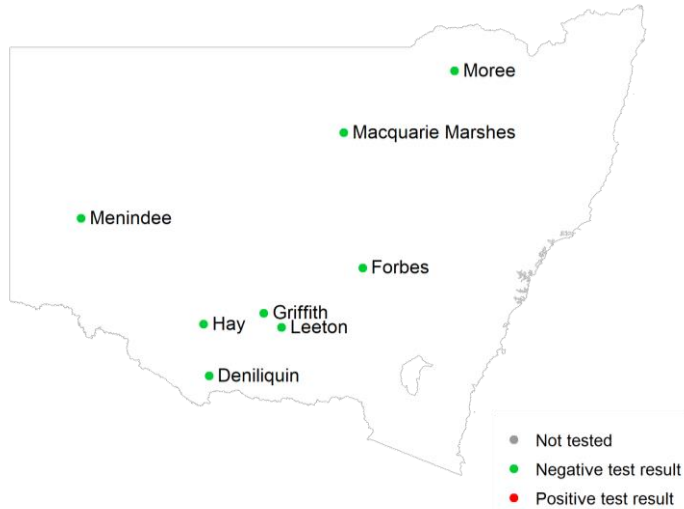 Moree
Macquarie Marshes
Menindee
Forbes
Griffith
Hay
Leeton
Deniliquin
Not tested
Negative test result
Positive test result